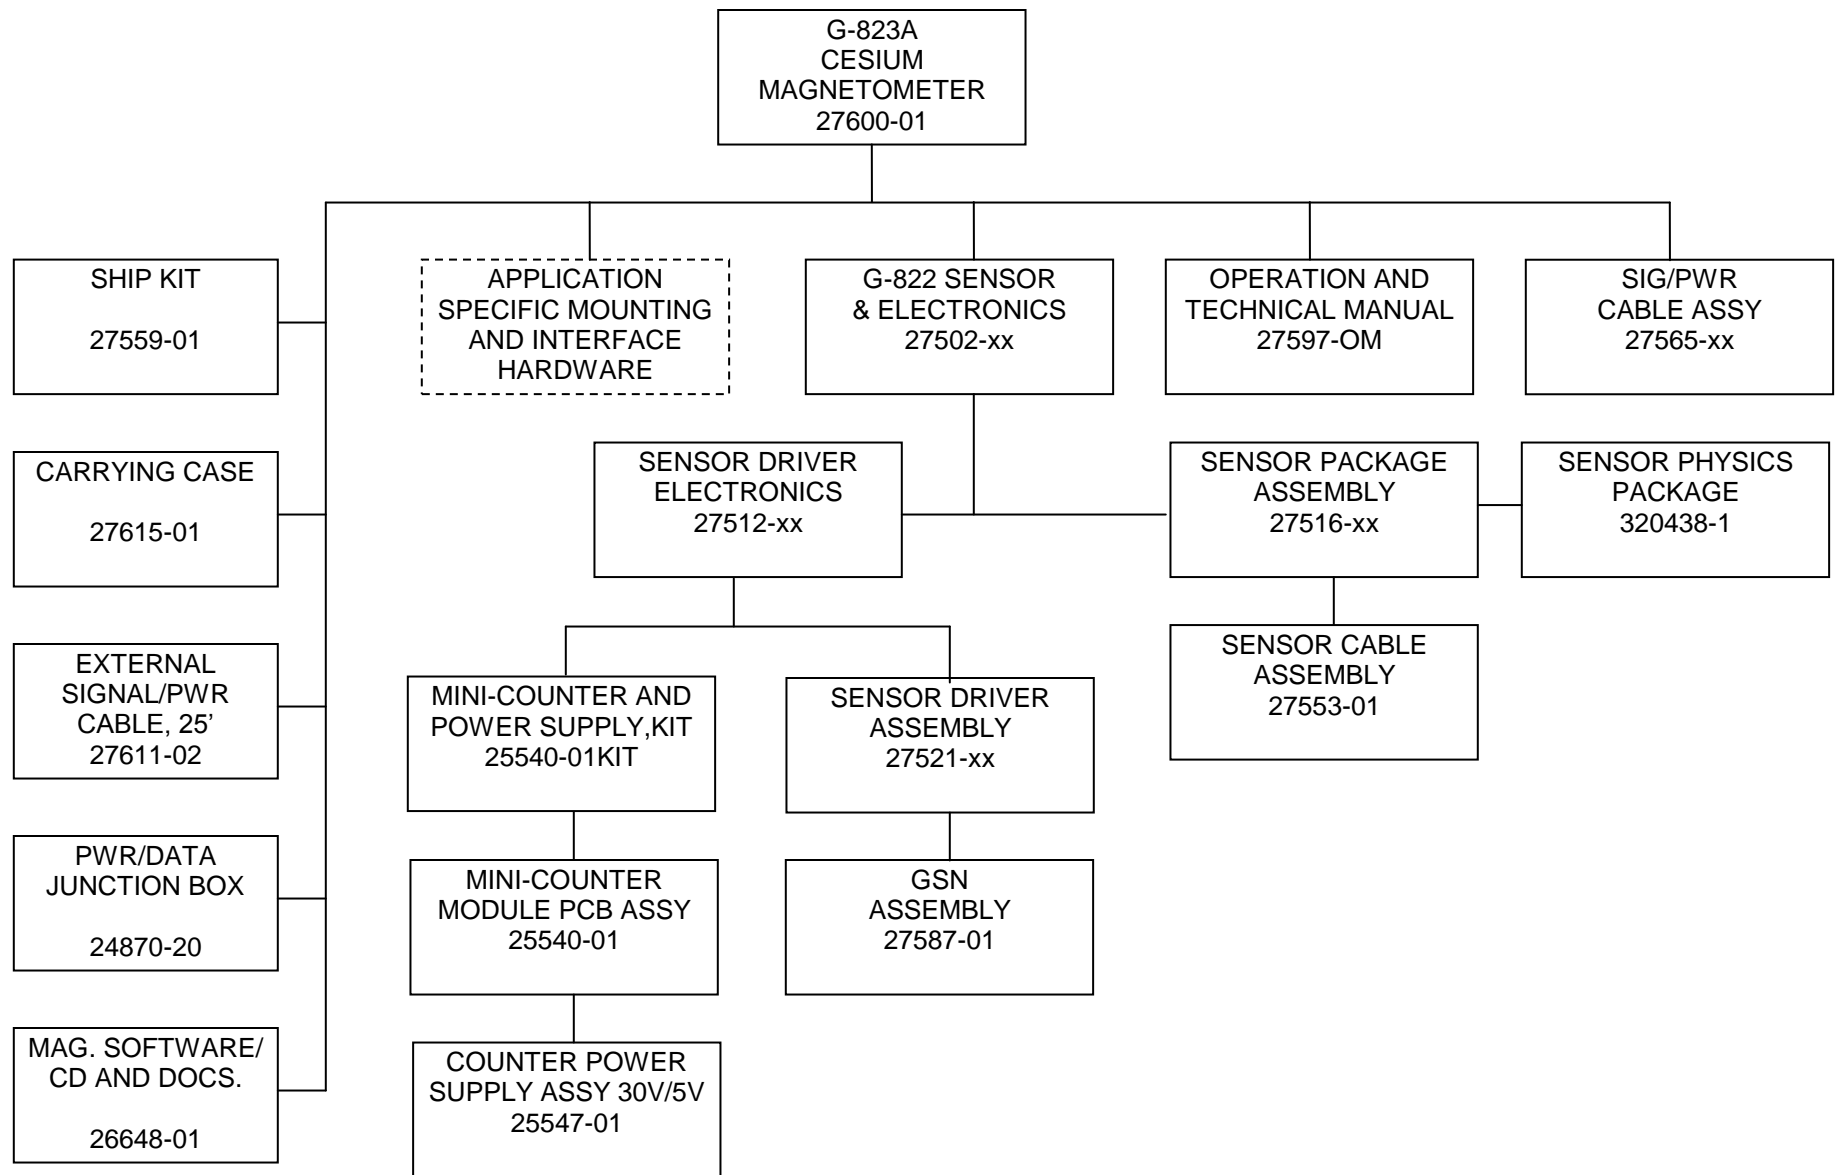 G-823A
CESIUM
MAGNETOMETER
27600-01
SHIP KIT
27559-01
APPLICATION
SPECIFIC MOUNTING
AND INTERFACE
HARDWARE
G-822 SENSOR
& ELECTRONICS
27502-xx
OPERATION AND
TECHNICAL MANUAL
27597-OM
SIG/PWR
CABLE ASSY
27565-xx
CARRYING CASE
27615-01
SENSOR DRIVER
ELECTRONICS
27512-xx
SENSOR PACKAGE
ASSEMBLY
27516-xx
SENSOR PHYSICS
PACKAGE
320438-1
EXTERNAL
SIGNAL/PWR
CABLE, 25’
27611-02
MINI-COUNTER AND
POWER SUPPLY,KIT
25540-01KIT
SENSOR DRIVER
ASSEMBLY
27521-xx
SENSOR CABLE
ASSEMBLY
27553-01
PWR/DATA
JUNCTION BOX
24870-20
MINI-COUNTER
MODULE PCB ASSY
25540-01
GSN
ASSEMBLY
27587-01
MAG. SOFTWARE/
CD AND DOCS.
26648-01
COUNTER POWER
SUPPLY ASSY 30V/5V
25547-01